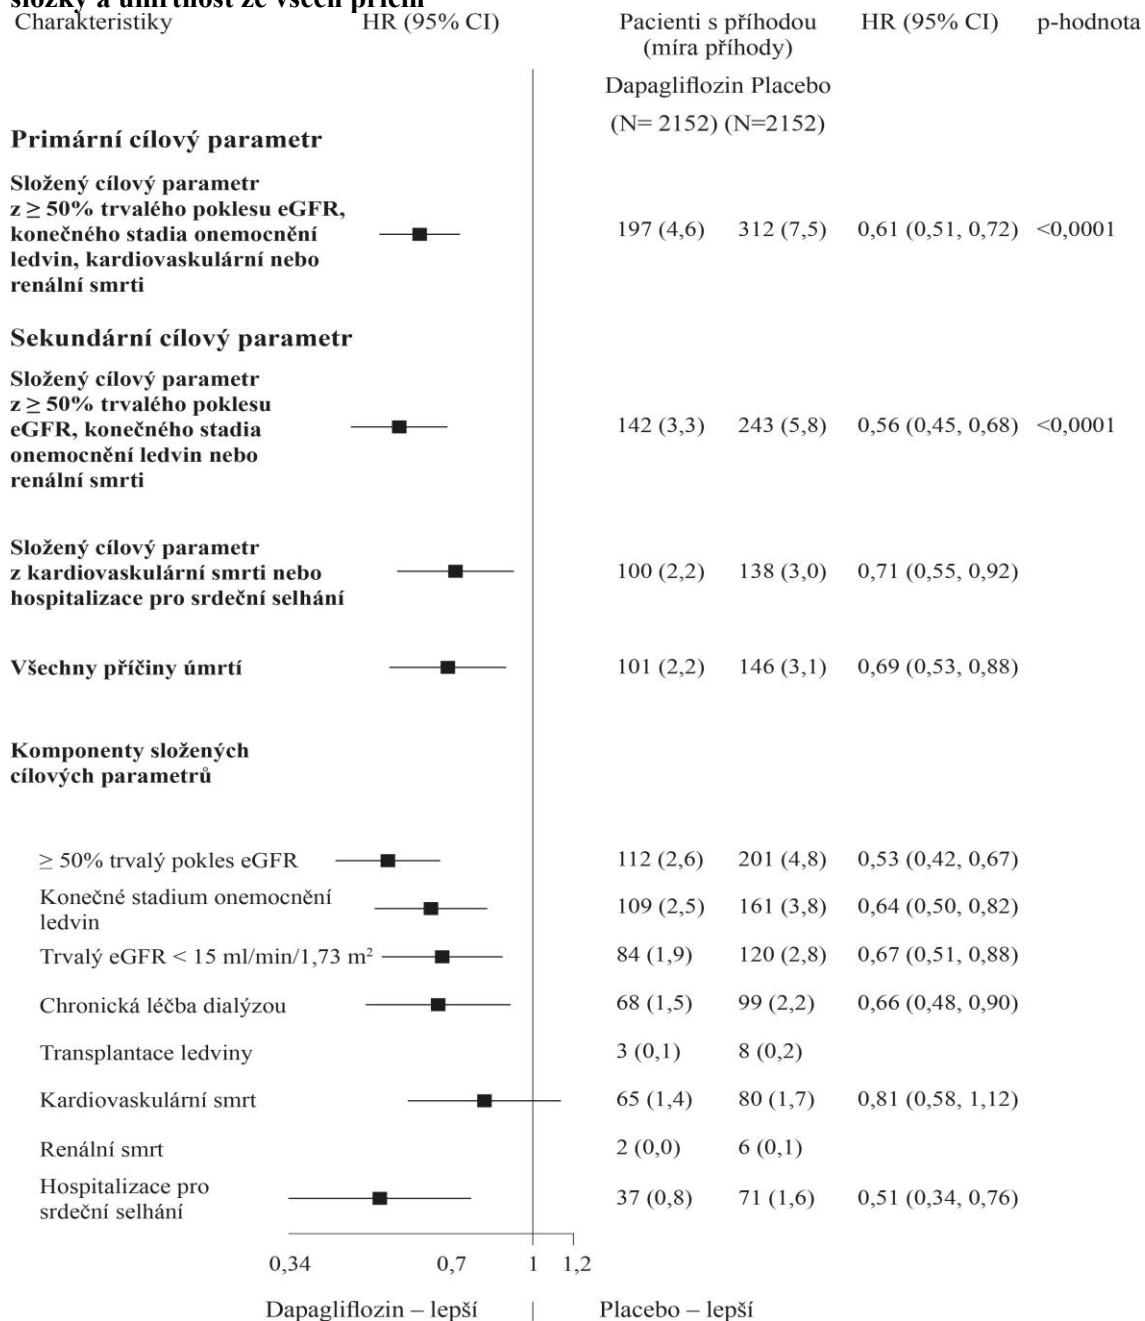 složky a úmrtnost ze všech příčin
Charakteristiky HR (95% CI) Pacienti s příhodou HR (95% CI) p-hodnota
(míra příhody)
Dapagliflozin Placebo
(N= 2152) (N=2152)
Primární cílový parametr
Složený cílový parametr
z ≥ 50% trvalého poklesu eGFR,
konečného stadia onemocnění 197 (4,6) 312 (7,5) 0,61 (0,51, 0,72) <0,0001
ledvin, kardiovaskulární nebo
renální smrti
Sekundární cílový parametr
Složený cílový parametr
z ≥ 50% trvalého poklesu
eGFR, konečného stadia 142 (3,3) 243 (5,8) 0,56 (0,45, 0,68) <0,0001
onemocnění ledvin nebo
renální smrti
Složený cílový parametr
z kardiovaskulární smrti nebo 100 (2,2) 138 (3,0) 0,71 (0,55, 0,92)
hospitalizace pro srdeční selhání
Všechny příčiny úmrtí 101 (2,2) 146 (3,1) 0,69 (0,53, 0,88)
Komponenty složených
cílových parametrů
≥ 50% trvalý pokles eGFR 112 (2,6) 201 (4,8) 0,53 (0,42, 0,67)
Konečné stadium onemocnění
ledvin 109 (2,5) 161 (3,8) 0,64 (0,50, 0,82)
Trvalý eGFR < 15 ml/min/1,73 m² 84 (1,9) 120 (2,8) 0,67 (0,51, 0,88)
Chronická léčba dialýzou 68 (1,5) 99 (2,2) 0,66 (0,48, 0,90)
Transplantace ledviny 3 (0,1) 8 (0,2)
Kardiovaskulární smrt 65 (1,4) 80 (1,7) 0,81 (0,58, 1,12)
Renální smrt 2 (0,0) 6 (0,1)
Hospitalizace pro
srdeční selhání 37 (0,8) 71 (1,6) 0,51 (0,34, 0,76)
0,34 0,7 1 1,2
Dapagliflozin – lepší Placebo – lepší